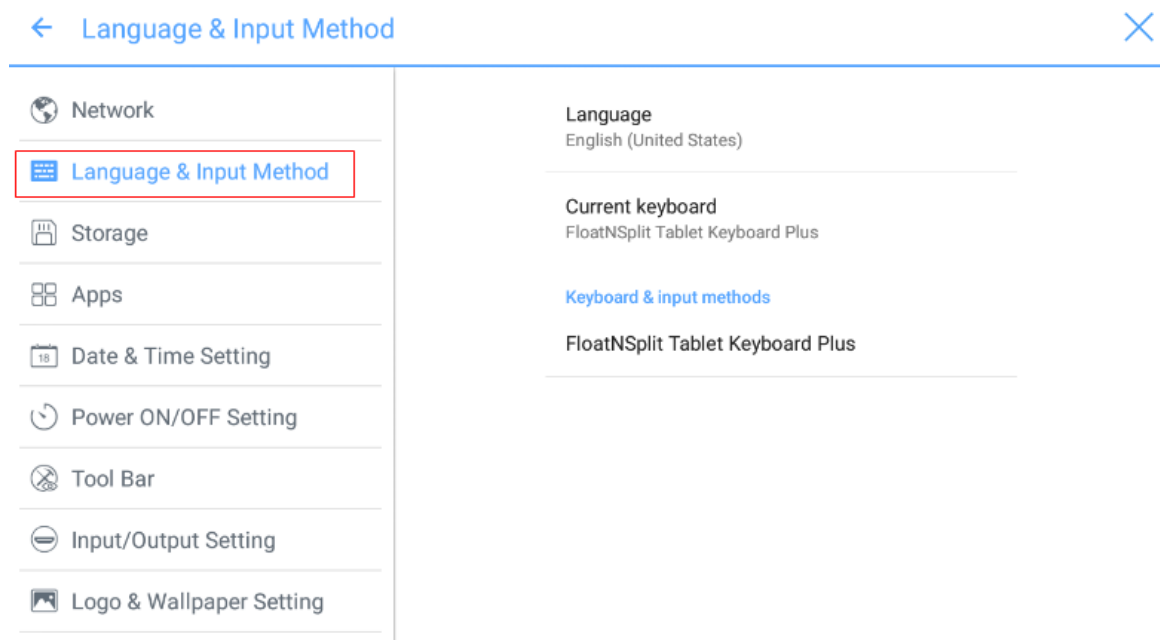 Language & Input Method
Network
Language & Input Method
Storage
Apps
18
Date & Time Setting
Power ON/OFF Setting
Tool Bar
Input/Output Setting
Logo & Wallpaper Setting
Language
English (United States)
Current keyboard
FloatNSplit Tablet Keyboard Plus
Keyboard & input methods
FloatNSplit Tablet Keyboard Plus